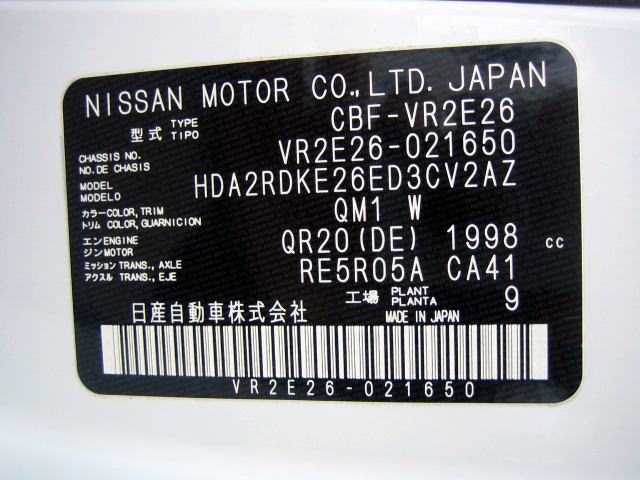 NISSAN MOTOR CO.,LTD. JAPAN
型式 TYPE TIPO CBF-VR2E26
CHASSIS NO. NO. DE CHASSIS VR2E26-021650
MODEL MODELO HDA2RDKE26ED3CV2AZ
カラー COLOR, TRIM トリム COLOR, GUARNICION QM1 W
エンジン ENGINE MOTOR QR20(DE) 1998 cc
ミッション TRANS., AXLE アクスル TRANS., EJE RE5R05A CA41
工場 PLANT PLANTA 9
日産自動車株式会社 MADE IN JAPAN
VR2E26-021650